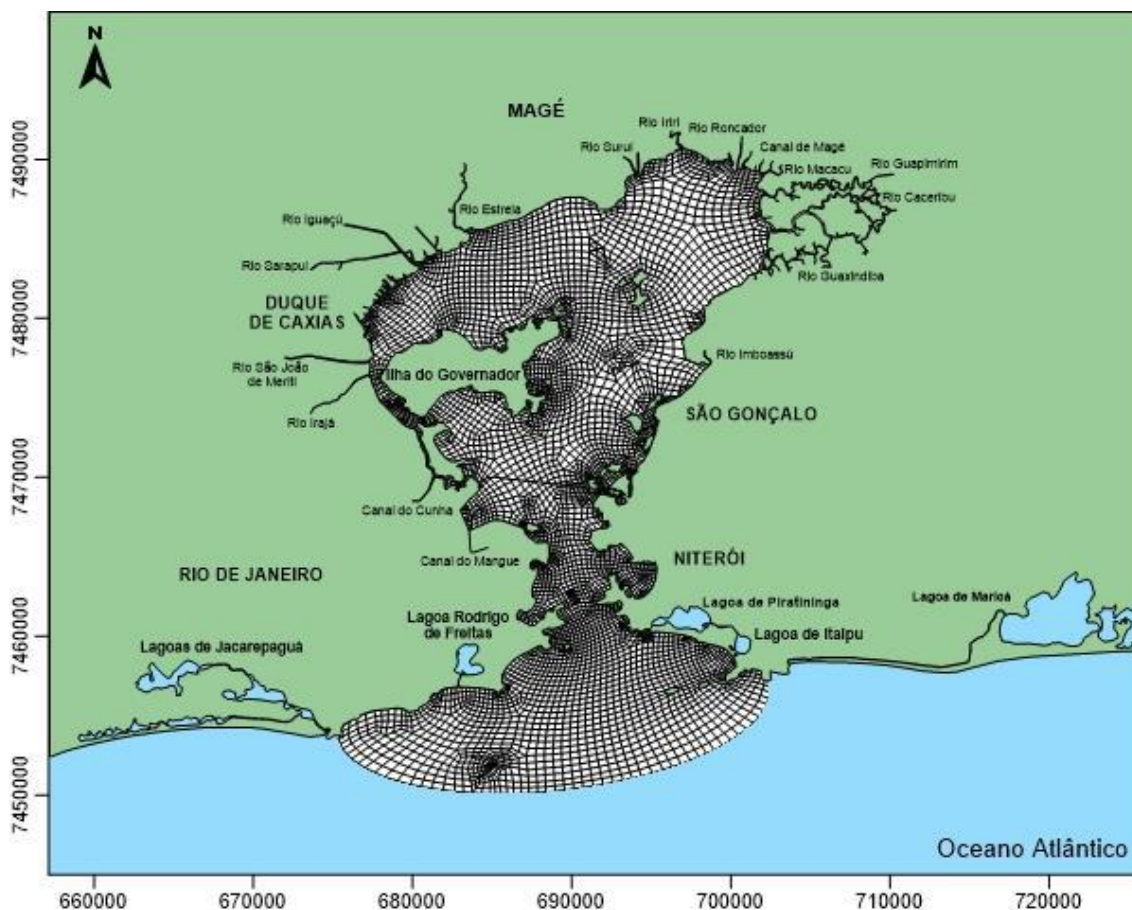 N
MAGÉ
Rio Iriri
Rio Roncador
Rio Suruí
Canal de Magé
Rio Macacu
Rio Guapimirim
Rio Caceribu
Rio Estrela
Rio Iguaçú
Rio Sarapuí
Rio Guaxindiba
DUQUE
DE CAXIAS
Rio São João
de Meriti
Ilha do Governador
Rio Imboassú
Rio Irajá
SÃO GONÇALO
Canal do Cunha
Canal do Mangue
NITERÓI
RIO DE JANEIRO
Lagoa de Piratininga
Lagoa de Maricá
Lagoa Rodrigo
de Freitas
Lagoa de Itaipu
Lagoas de Jacarepaguá
Oceano Atlântico
7490000
7480000
7470000
7460000
7450000
660000 670000 680000 690000 700000 710000 720000